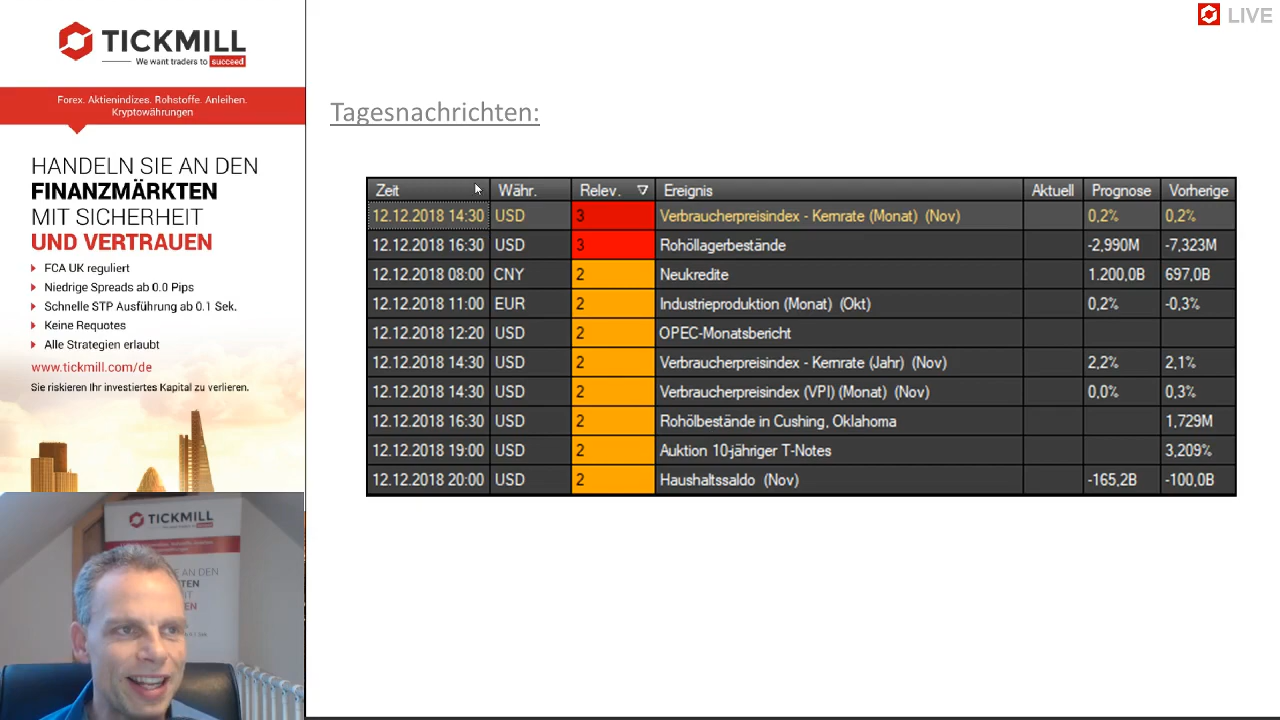 TICKMILL
We want traders to succeed
Forex. Aktienindizes. Rohstoffe. Anleihen.
Kryptowährungen
HANDELN SIE AN DEN
FINANZMÄRKTEN
MIT SICHERHEIT
UND VERTRAUEN
FCA UK reguliert
Niedrige Spreads ab 0.0 Pips
Schnelle STP Ausführung ab 0.1 Sek.
Keine Requotes
Alle Strategien erlaubt
www.tickmill.com/de
Sie riskieren Ihr investiertes Kapital zu verlieren.
TICKMILL
LIVE
Tagesnachrichten:
Zeit Währ. Relev. Ereignis Aktuell Prognose Vorherige
12.12.2018 14:30 USD 3 Verbraucherpreisindex - Kernrate (Monat) (Nov) 0,2% 0,2%
12.12.2018 16:30 USD 3 Rohöllagerbestände -2,990M -7,323M
12.12.2018 08:00 CNY 2 Neukredite 1.200,0B 697,0B
12.12.2018 11:00 EUR 2 Industrieproduktion (Monat) (Okt) 0,2% -0,3%
12.12.2018 12:20 USD 2 OPEC-Monatsbericht
12.12.2018 14:30 USD 2 Verbraucherpreisindex - Kernrate (Jahr) (Nov) 2,2% 2,1%
12.12.2018 14:30 USD 2 Verbraucherpreisindex (VPI) (Monat) (Nov) 0,0% 0,3%
12.12.2018 16:30 USD 2 Rohölbestände in Cushing, Oklahoma 1,729M
12.12.2018 19:00 USD 2 Auktion 10-jähriger T-Notes 3,209%
12.12.2018 20:00 USD 2 Haushaltssaldo (Nov) -165,2B -100,0B